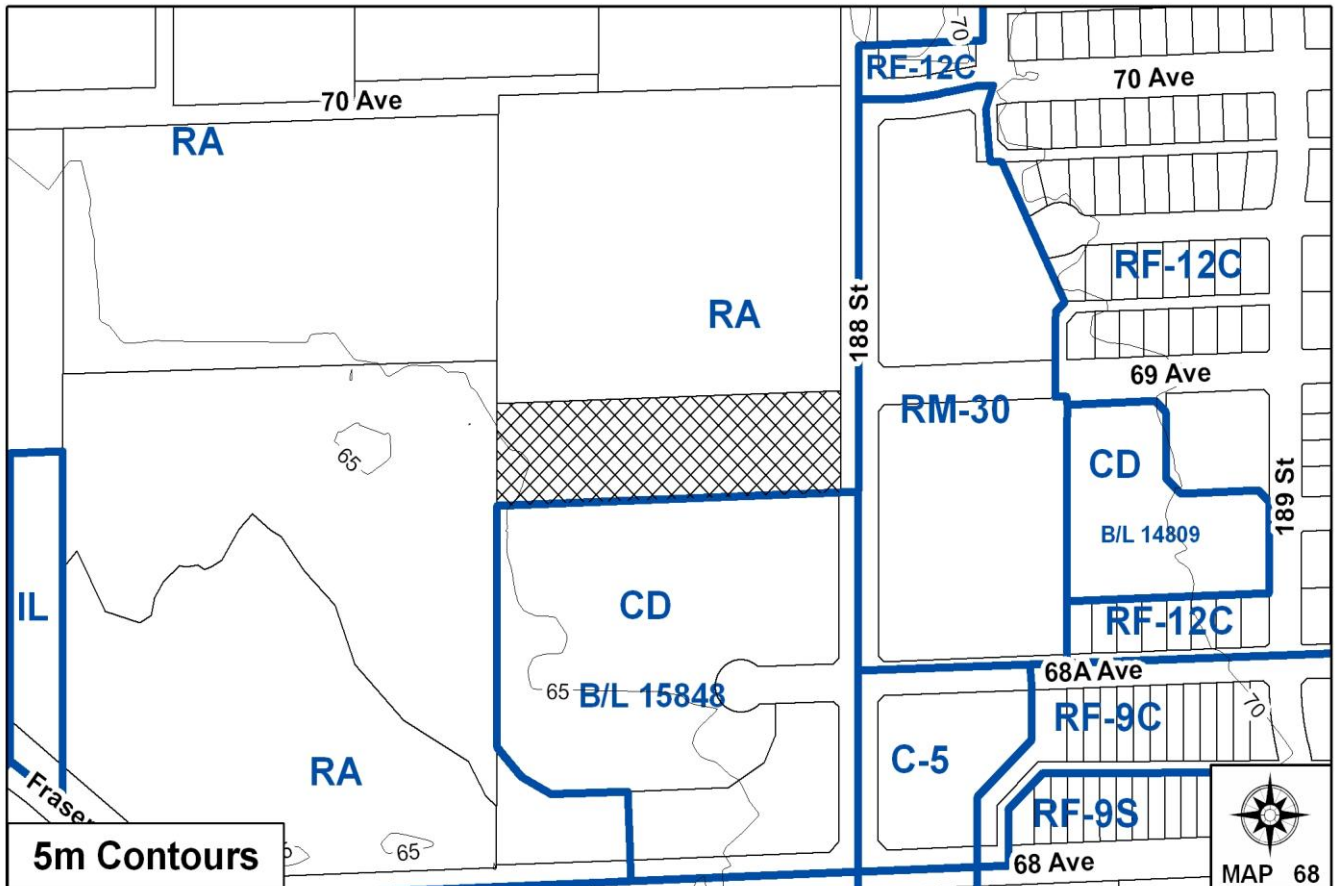 70
RF-12C
70 Ave
70 Ave
RA
RF-12C
RA
188 St
69 Ave
RM-30
CD
65
189 St
B/L 14809
IL
CD
RF-12C
68A Ave
65
B/L 15848
70
RF-9C
C-5
RA
Fraser
RF-9S
65
5m Contours
68 Ave
MAP 68